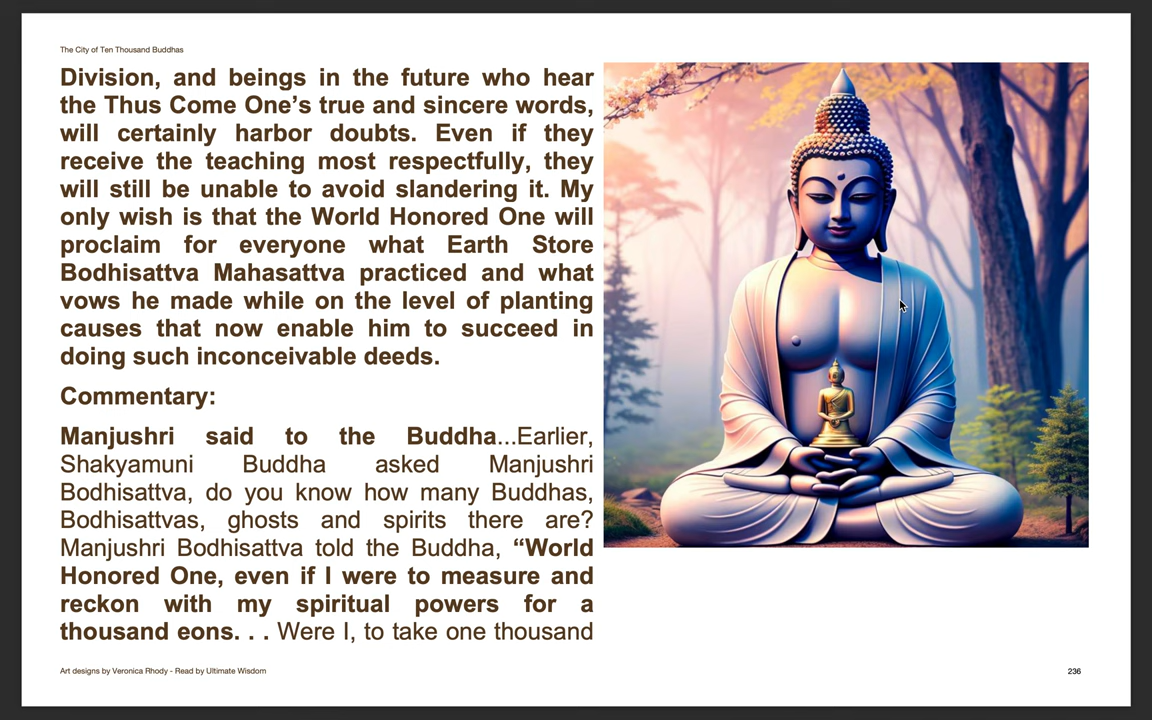 The City of Ten Thousand Buddhas
Division, and beings in the future who hear
the Thus Come One’s true and sincere words,
will certainly harbor doubts. Even if they
receive the teaching most respectfully, they
will still be unable to avoid slandering it. My
only wish is that the World Honored One will
proclaim for everyone what Earth Store
Bodhisattva Mahasattva practiced and what
vows he made while on the level of planting
causes that now enable him to succeed in
doing such inconceivable deeds.
Commentary:
Manjushri said to the Buddha...Earlier,
Shakyamuni Buddha asked Manjushri
Bodhisattva, do you know how many Buddhas,
Bodhisattvas, ghosts and spirits there are?
Manjushri Bodhisattva told the Buddha, “World
Honored One, even if I were to measure and
reckon with my spiritual powers for a
thousand eons. . . Were I, to take one thousand
Art designs by Veronica Rhody - Read by Ultimate Wisdom
236